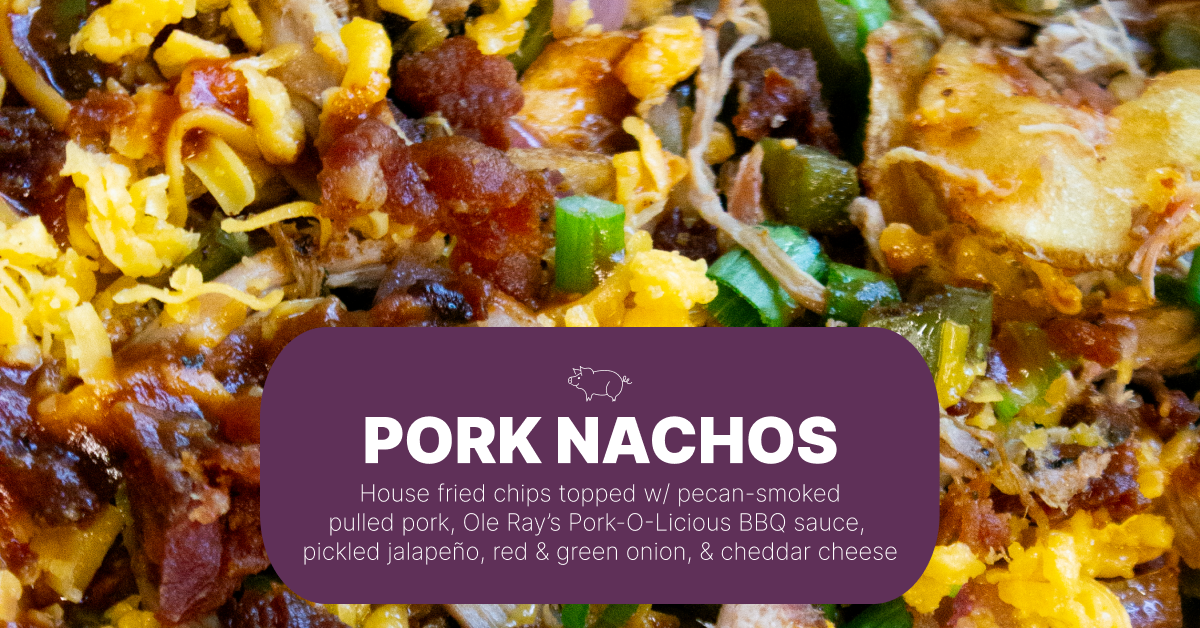 PORK NACHOS
House fried chips topped w/ pecan-smoked
pulled pork, Ole Ray’s Pork-O-Licious BBQ sauce,
pickled jalapeño, red & green onion, & cheddar cheese